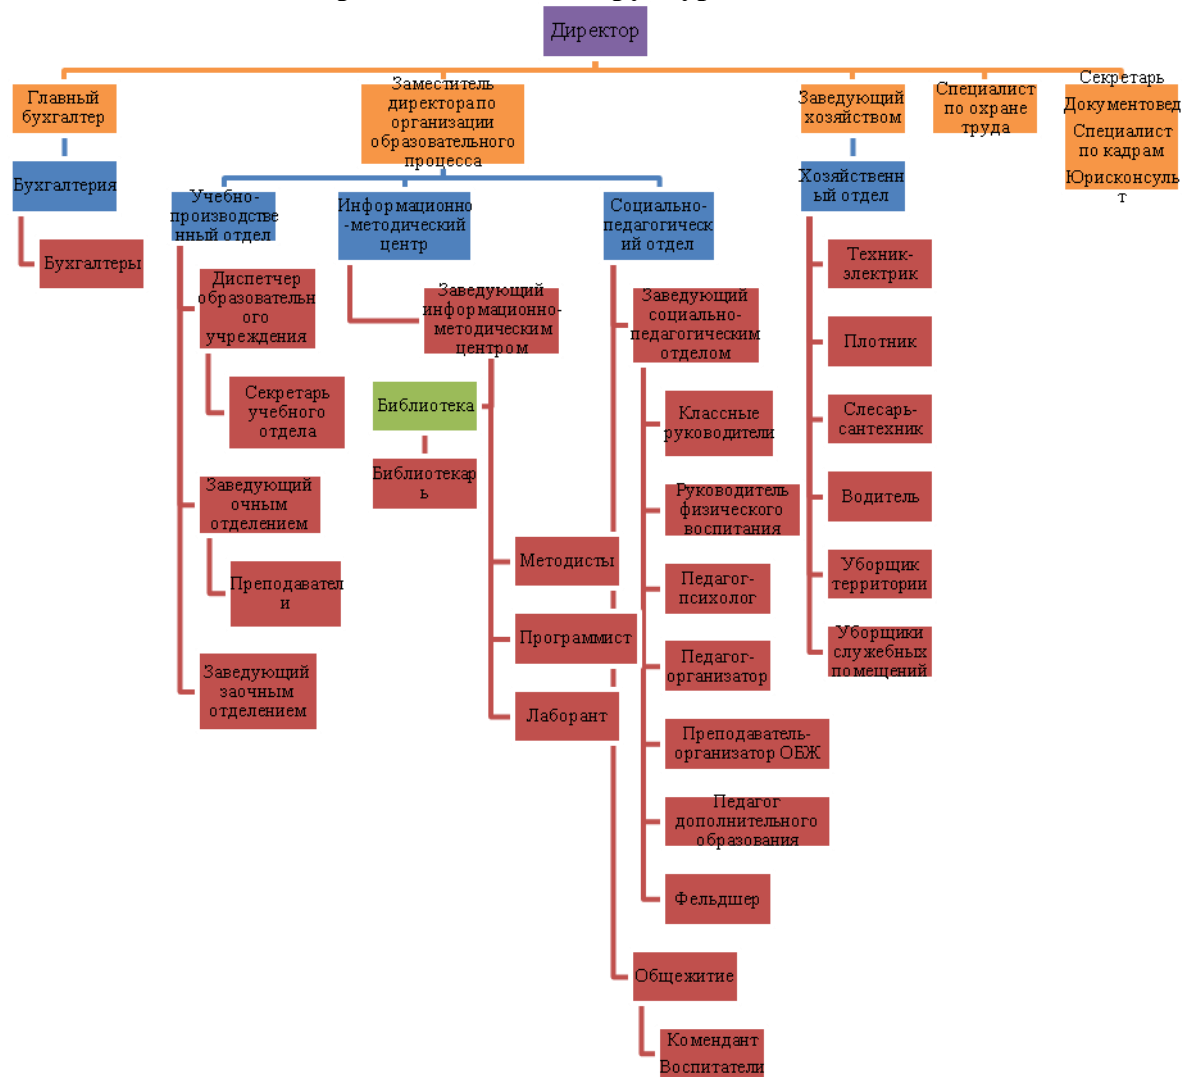 Директор
Главный
бухгалтер
Заместитель
директора по
организации
образовательного
процесса
Заведующий
хозяйством
Специалист
по охране
труда
Секретарь
Документовед
Специалист
по кадрам
Юрисконсуль
т
Бухгалтерия
Бухгалтеры
Учебно-
производстве
нный отдел
Информационно
-методический
центр
Социально-
педагогическ
ий отдел
Хозяйственн
ый отдел
Диспетчер
образовательн
ого
учреждения
Секретарь
учебного
отдела
Заведующий
очным
отделением
Преподавател
и
Заведующий
заочным
отделением
Заведующий
информационно-
методическим
центром
Библиотека
Библиотекар
ь
Методисты
Программист
Лаборант
Заведующий
социально-
педагогическим
отделом
Классные
руководители
Руководитель
физического
воспитания
Педагог-
психолог
Педагог-
организатор
Преподаватель-
организатор ОБЖ
Педагог
дополнительного
образования
Фельдшер
Общежитие
Комендант
Воспитатели
Техник-
электрик
Плотник
Слесарь-
сантехник
Водитель
Уборщик
территории
Уборщики
служебных
помещений